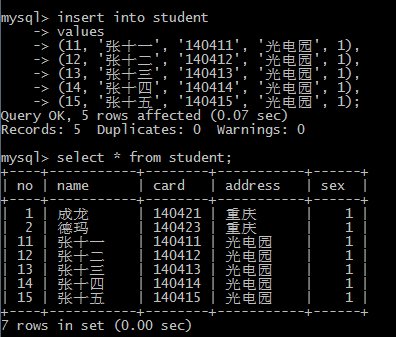 mysql> insert into student
    -> values
    -> (11, '张十一', '140411', '光电园', 1),
    -> (12, '张十二', '140412', '光电园', 1),
    -> (13, '张十三', '140413', '光电园', 1),
    -> (14, '张十四', '140414', '光电园', 1),
    -> (15, '张十五', '140415', '光电园', 1);
Query OK, 5 rows affected (0.07 sec)
Records: 5  Duplicates: 0  Warnings: 0
mysql> select * from student;
+----+-----------+--------+-----------+------+
| no | name      | card   | address   | sex  |
+----+-----------+--------+-----------+------+
|  1 | 成龙      | 140421 | 重庆      |    1 |
|  2 | 德玛      | 140423 | 重庆      |    1 |
| 11 | 张十一    | 140411 | 光电园    |    1 |
| 12 | 张十二    | 140412 | 光电园    |    1 |
| 13 | 张十三    | 140413 | 光电园    |    1 |
| 14 | 张十四    | 140414 | 光电园    |    1 |
| 15 | 张十五    | 140415 | 光电园    |    1 |
+----+-----------+--------+-----------+------+
7 rows in set (0.00 sec)